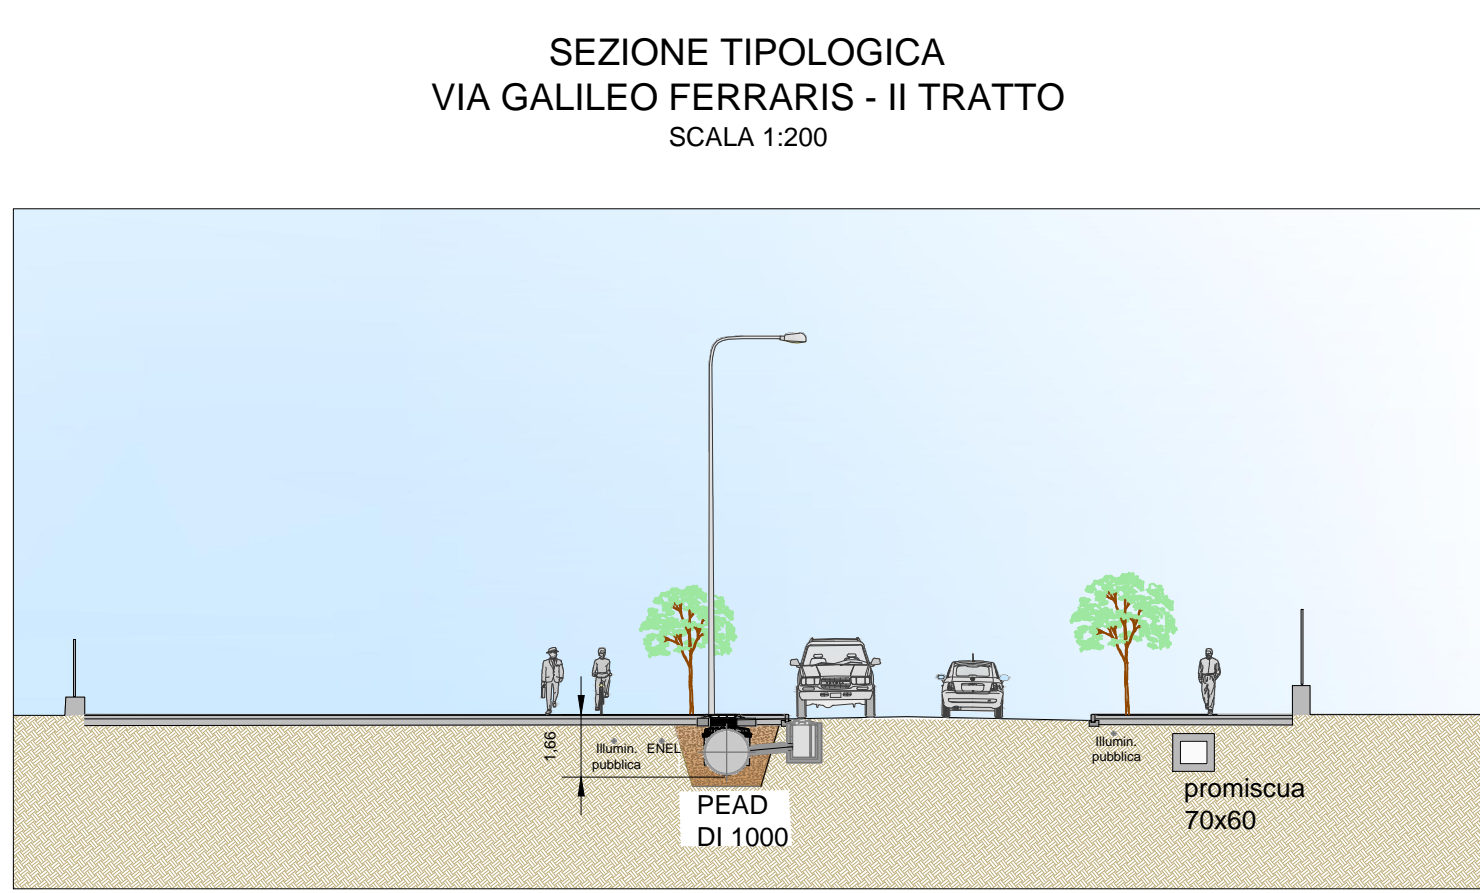 SEZIONE TIPOLOGICA
VIA GALILEO FERRARIS - II TRATTO
SCALA 1:200
1,66
Illumin.
pubblica
ENEL
PEAD
DI 1000
Illumin.
pubblica
promiscua
70x60